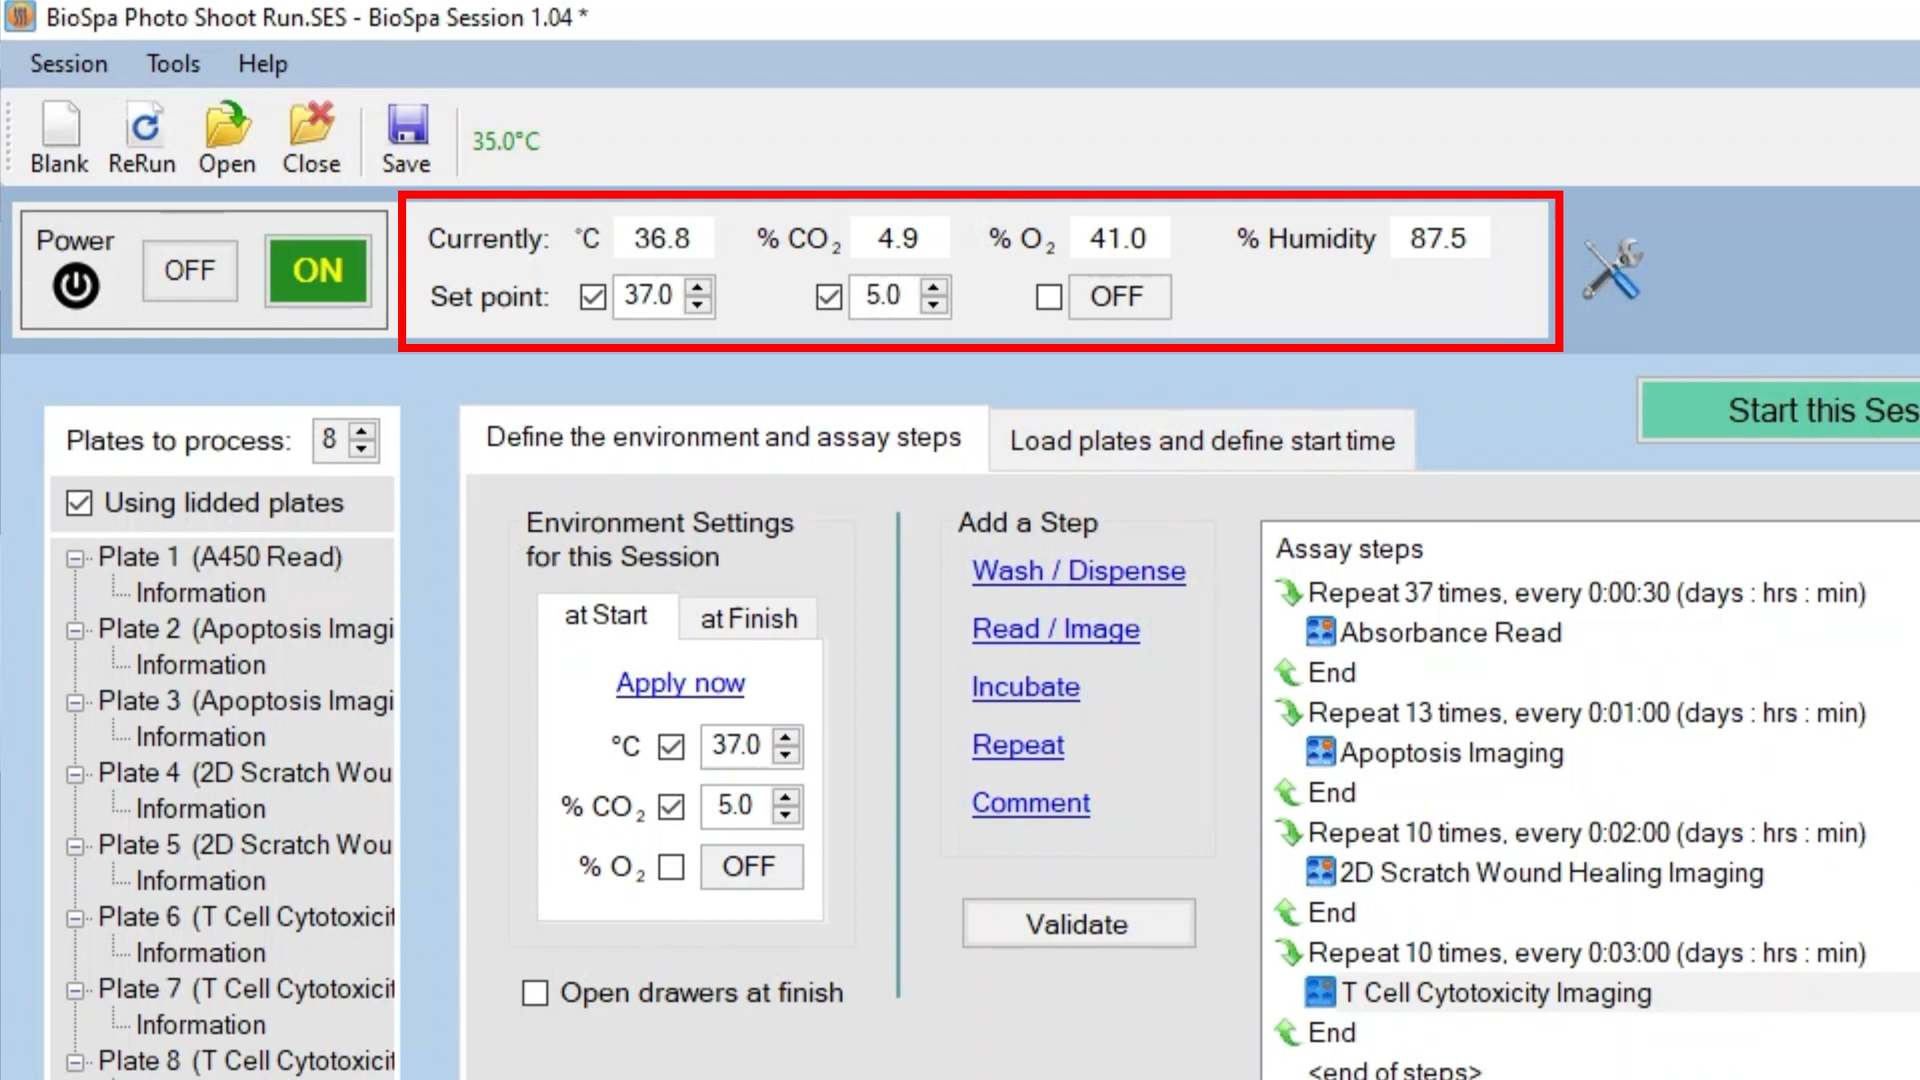 BioSpa Photo Shoot Run.SES - BioSpa Session 1.04 *
Session Tools Help
Blank ReRun Open Close Save 35.0°C
Power OFF ON
Currently: °C 36.8 % CO2 4.9 % O2 41.0 % Humidity 87.5
Set point: 37.0 5.0 OFF
Start this Ses
Plates to process: 8
Using lidded plates
Plate 1 (A450 Read)
Information
Plate 2 (Apoptosis Imagi
Information
Plate 3 (Apoptosis Imagi
Information
Plate 4 (2D Scratch Wou
Information
Plate 5 (2D Scratch Wou
Information
Plate 6 (T Cell Cytotoxicit
Information
Plate 7 (T Cell Cytotoxicit
Information
Plate 8 (T Cell Cytotoxicit
Define the environment and assay steps
Load plates and define start time
Environment Settings
for this Session
at Start at Finish
Apply now
°C 37.0
% CO2 5.0
% O2 OFF
Open drawers at finish
Add a Step
Wash / Dispense
Read / Image
Incubate
Repeat
Comment
Validate
Assay steps
Repeat 37 times, every 0:00:30 (days : hrs : min)
Absorbance Read
End
Repeat 13 times, every 0:01:00 (days : hrs : min)
Apoptosis Imaging
End
Repeat 10 times, every 0:02:00 (days : hrs : min)
2D Scratch Wound Healing Imaging
End
Repeat 10 times, every 0:03:00 (days : hrs : min)
T Cell Cytotoxicity Imaging
End
<end of steps>